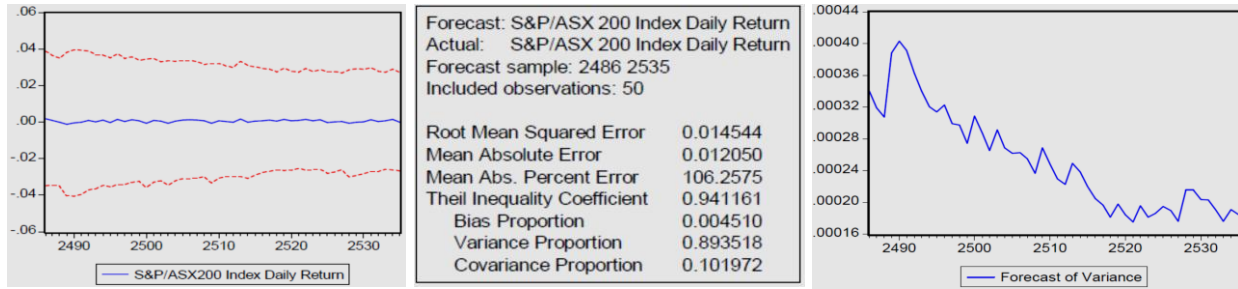 .06
.04
.02
.00
-.02
-.04
-.06
2490 2500 2510 2520 2530
S&P/ASX200 Index Daily Return
Forecast: S&P/ASX 200 Index Daily Return
Actual: S&P/ASX 200 Index Daily Return
Forecast sample: 2486 2535
Included observations: 50
Root Mean Squared Error 0.014544
Mean Absolute Error 0.012050
Mean Abs. Percent Error 106.2575
Theil Inequality Coefficient 0.941161
Bias Proportion 0.004510
Variance Proportion 0.893518
Covariance Proportion 0.101972
.00044
.00040
.00036
.00032
.00028
.00024
.00020
.00016
2490 2500 2510 2520 2530
Forecast of Variance